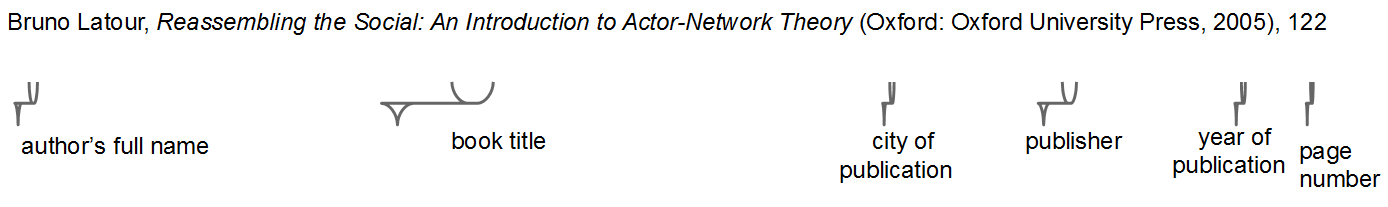 Bruno Latour, Reassembling the Social: An Introduction to Actor-Network Theory (Oxford: Oxford University Press, 2005), 122
author’s full name
book title
city of
publication
publisher
year of
publication
page
number